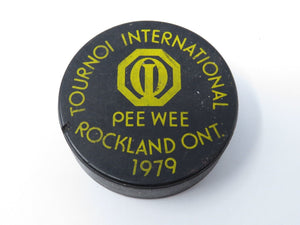 TOURNOI INTERNATIONAL
PEE WEE
ROCKLAND ONT.
1979